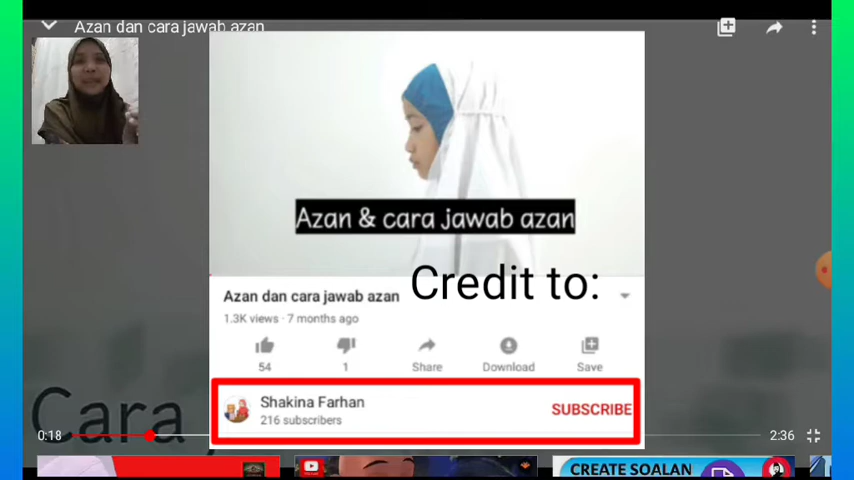 Azan dan cara jawab azan
Azan & cara jawab azan
Credit to:
Azan dan cara jawab azan
1.3K views · 7 months ago
54
1
Share
Download
Save
Shakina Farhan
216 subscribers
SUBSCRIBE
Cara
0:18
2:36
CREATE SOALAN